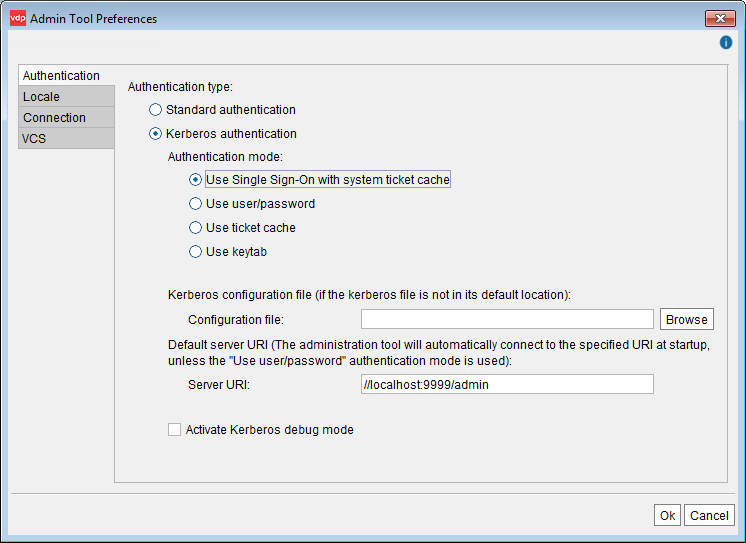 vdp Admin Tool Preferences
i
Authentication
Locale
Connection
VCS
Authentication type:
Standard authentication
Kerberos authentication
Authentication mode:
Use Single Sign-On with system ticket cache
Use user/password
Use ticket cache
Use keytab
Kerberos configuration file (if the kerberos file is not in its default location):
Configuration file:
Browse
Default server URI (The administration tool will automatically connect to the specified URI at startup,
unless the "Use user/password" authentication mode is used):
Server URI: //localhost:9999/admin
Activate Kerberos debug mode
Ok Cancel